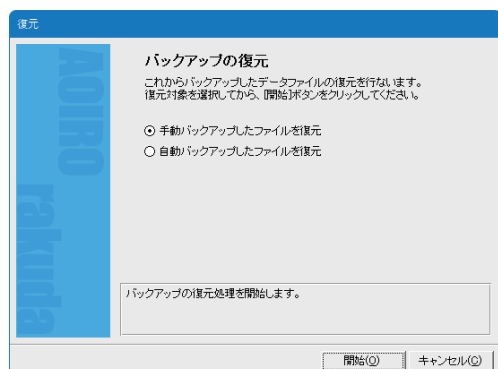 復元
AOIRO
rakuda
バックアップの復元
これからバックアップしたデータファイルの復元を行ないます。
復元対象を選択してから、[開始]ボタンをクリックしてください。
手動バックアップしたファイルを復元
自動バックアップしたファイルを復元
バックアップの復元処理を開始します。
開始(O)
キャンセル(C)